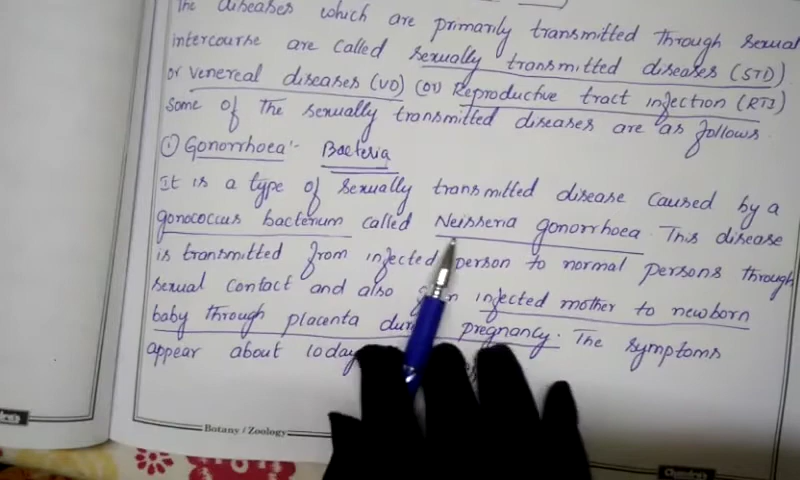 The diseases which are primarily transmitted through sexual
intercourse are called sexually transmitted diseases (STD)
or venereal diseases (VD) (or) Reproductive tract infection (RTI)
Some of the sexually transmitted diseases are as follows.
① Gonorrhoea :- Bacteria
It is a type of sexually transmitted disease caused by a
gonococcus bacterium called Neisseria gonorrhoea. This disease
is transmitted from infected person to normal persons through
sexual contact and also infected mother to newborn
baby through placenta pregnancy. The symptoms
appear about 10
Botany / Zoology